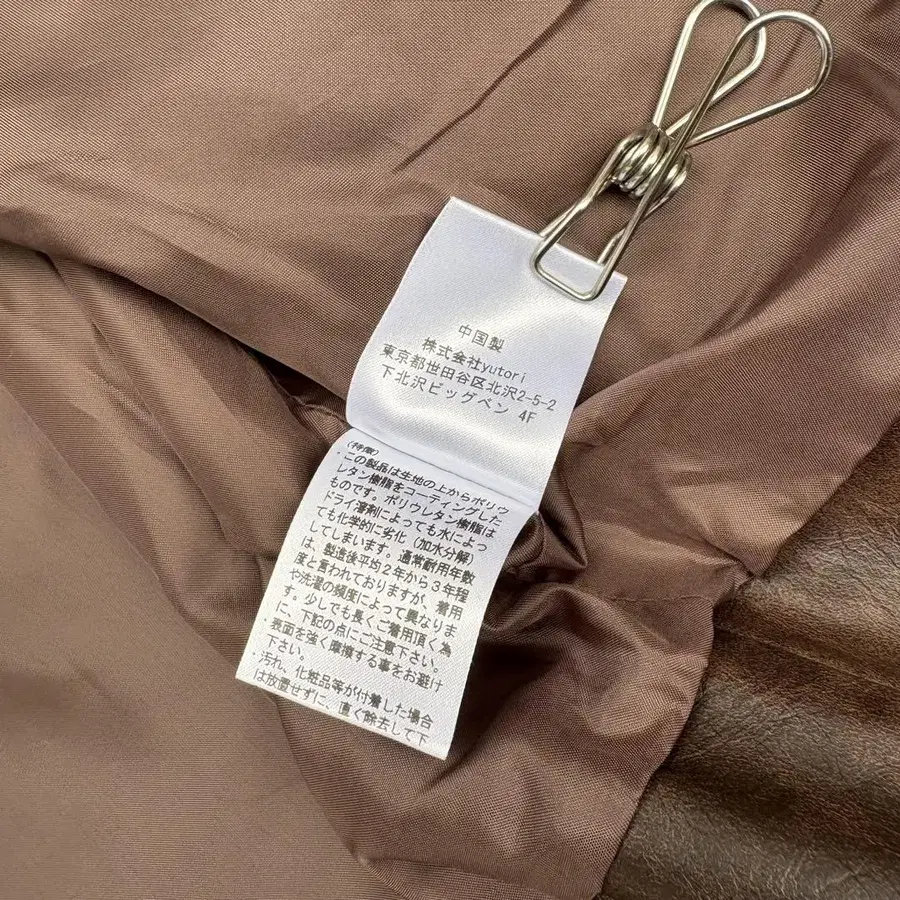 中国製
株式会社yutori
東京都世田谷区北沢2-5-2
下北沢ビッグベン 4F
(特徴)
・この製品は生地の上からポリウ
レタン樹脂をコーティングした
ものです。ポリウレタン樹脂は
ドライ溶剤によっても水によっ
ても化学的に劣化(加水分解)
してしまいます。通常耐用年数
は、製造後平均2年から3年程
度と言われておりますが、着用
や洗濯の頻度によって異なりま
す。少しでも長くご着用頂く為
に、下記の点にご注意下さい。
・表面を強く摩擦する事をお避け
下さい。
・汚れ、化粧品等が付着した場合
は放置せずに、直ぐ除去して下